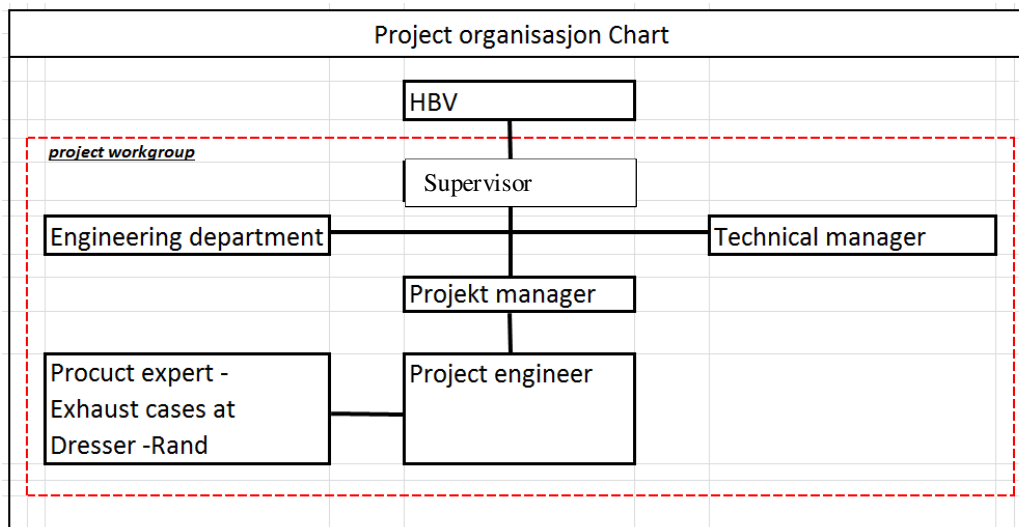 Project organisasjon Chart
HBV
project workgroup
Supervisor
Engineering department
Technical manager
Projekt manager
Procuct expert -
Exhaust cases at
Dresser -Rand
Project engineer